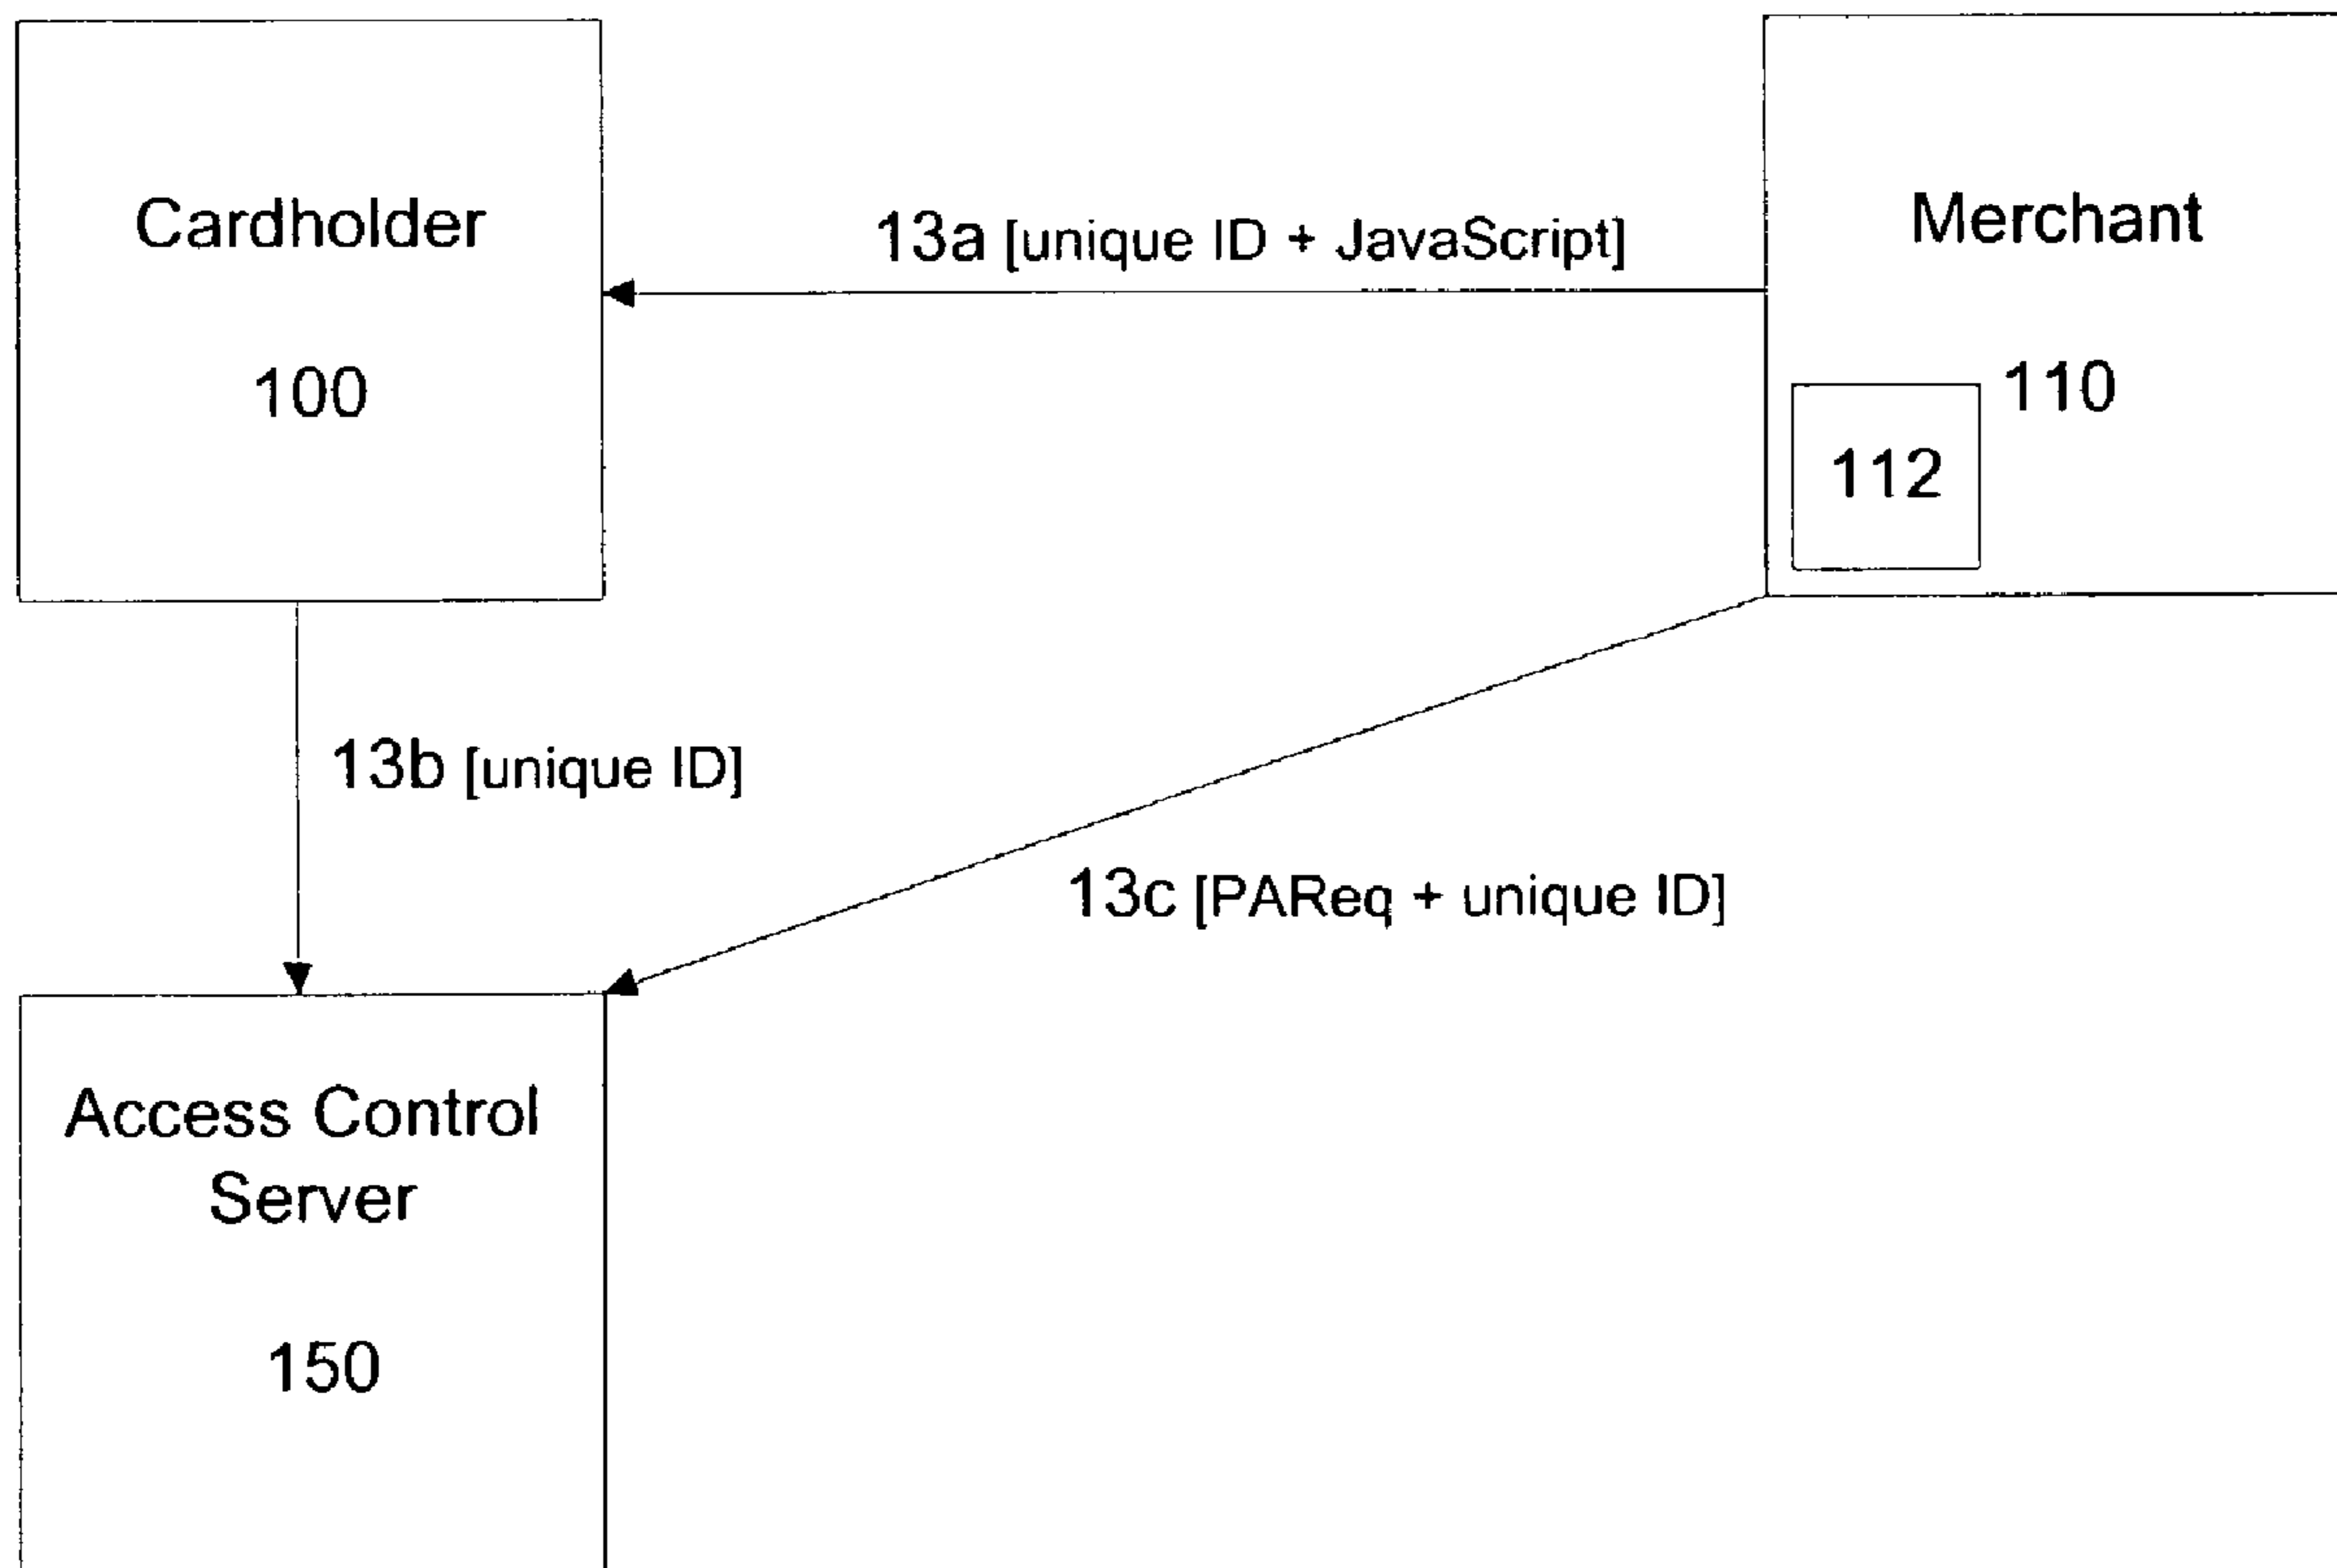 Cardholder
100
13a [unique ID + JavaScript]
Merchant
110
112
13b [unique ID]
13c [PAReq + unique ID]
Access Control
Server
150